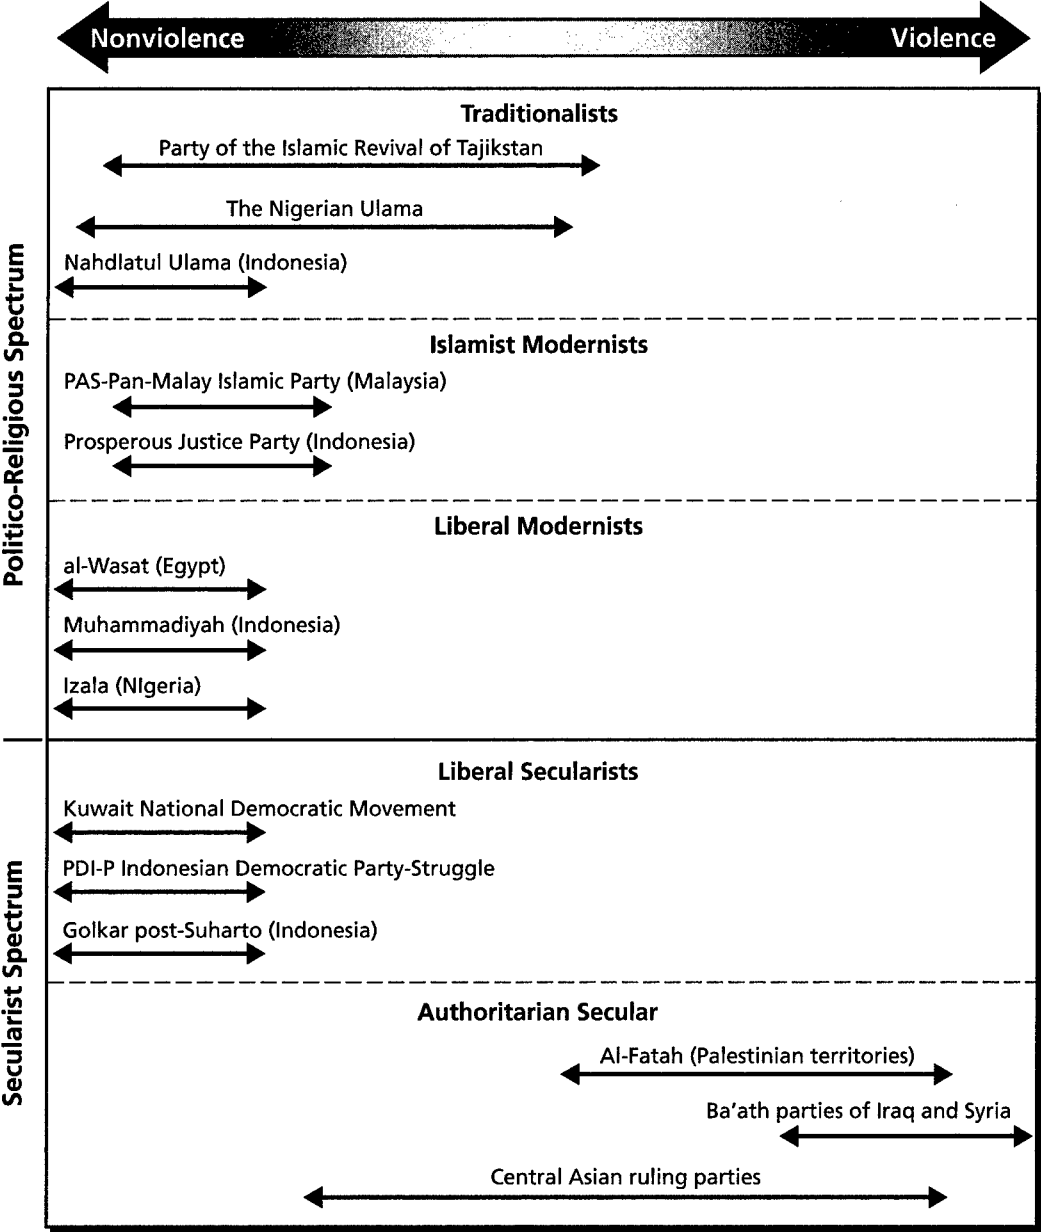 Nonviolence
Violence
Politico-Religious Spectrum
Traditionalists
Party of the Islamic Revival of Tajikstan
The Nigerian Ulama
Nahdlatul Ulama (Indonesia)
Islamist Modernists
PAS-Pan-Malay Islamic Party (Malaysia)
Prosperous Justice Party (Indonesia)
Liberal Modernists
al-Wasat (Egypt)
Muhammadiyah (Indonesia)
Izala (NIgeria)
Secularist Spectrum
Liberal Secularists
Kuwait National Democratic Movement
PDI-P Indonesian Democratic Party-Struggle
Golkar post-Suharto (Indonesia)
Authoritarian Secular
Al-Fatah (Palestinian territories)
Ba'ath parties of Iraq and Syria
Central Asian ruling parties